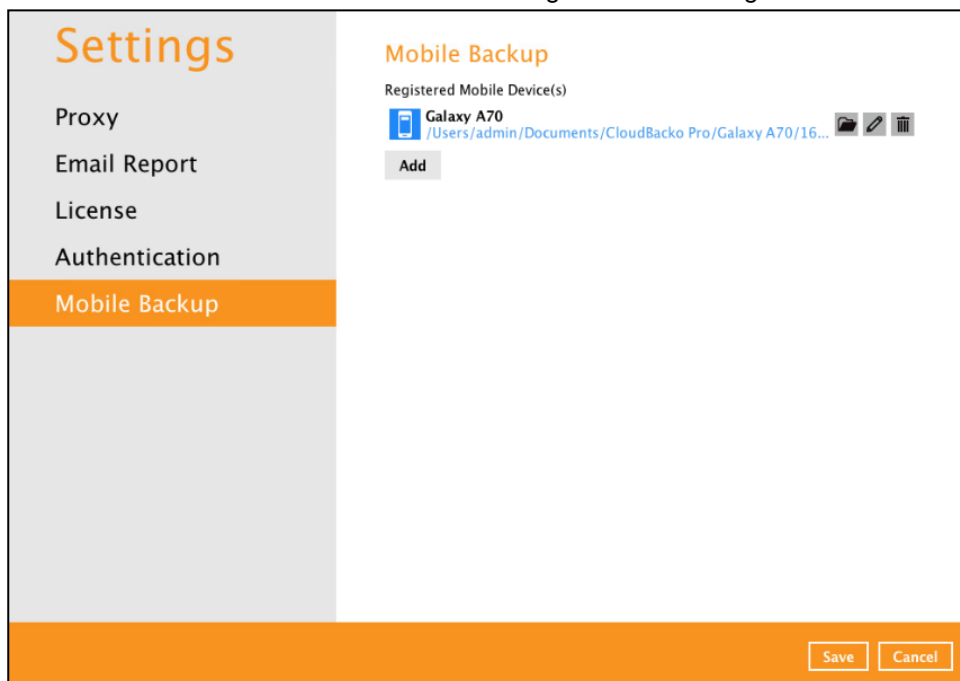 Settings
Proxy
Email Report
License
Authentication
Mobile Backup
Mobile Backup
Registered Mobile Device(s)
Galaxy A70
/Users/admin/Documents/CloudBacko Pro/Galaxy A70/16...
Add
Save
Cancel